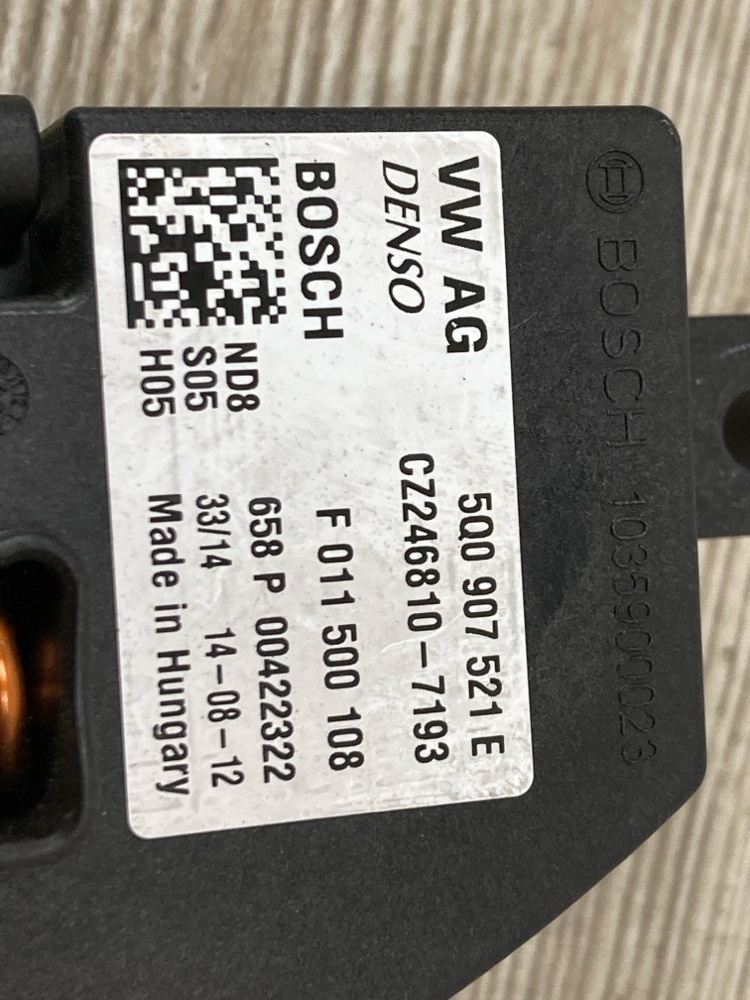 BOSCH 1035900023
VW AG 5Q0 907 521 E
DENSO CZ246810-7193
BOSCH F 011 500 108
ND8 658 P 00422322
S05 33/14 14-08-12
H05 Made in Hungary